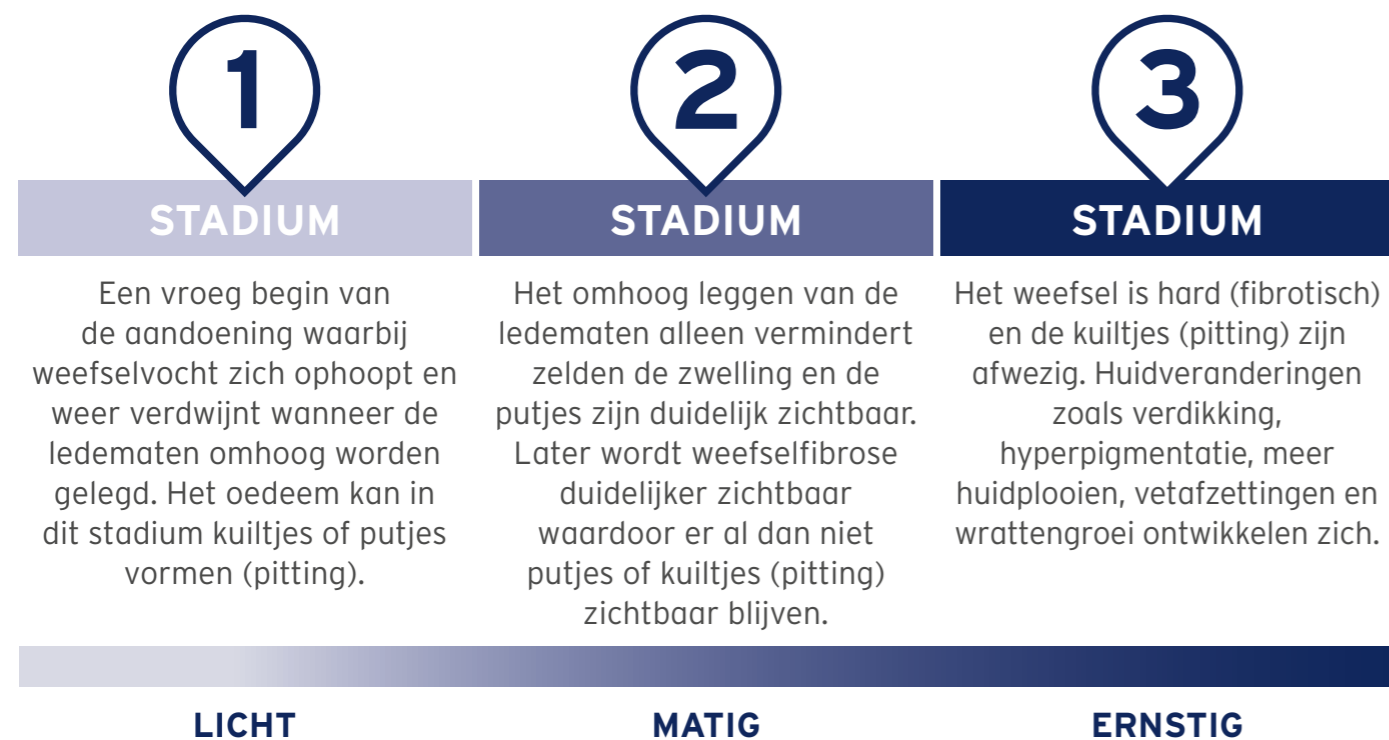 1
STADIUM
Een vroeg begin van
de aandoening waarbij
weefselvocht zich ophoopt en
weer verdwijnt wanneer de
ledematen omhoog worden
gelegd. Het oedeem kan in
dit stadium kuiltjes of putjes
vormen (pitting).
LICHT
2
STADIUM
Het omhoog leggen van de
ledematen alleen vermindert
zelden de zwelling en de
putjes zijn duidelijk zichtbaar.
Later wordt weefselfibrose
duidelijker zichtbaar
waardoor er al dan niet
putjes of kuiltjes (pitting)
zichtbaar blijven.
MATIG
3
STADIUM
Het weefsel is hard (fibrotisch)
en de kuiltjes (pitting) zijn
afwezig. Huidveranderingen
zoals verdikking,
hyperpigmentatie, meer
huidplooien, vetafzettingen en
wrattengroei ontwikkelen zich.
ERNSTIG